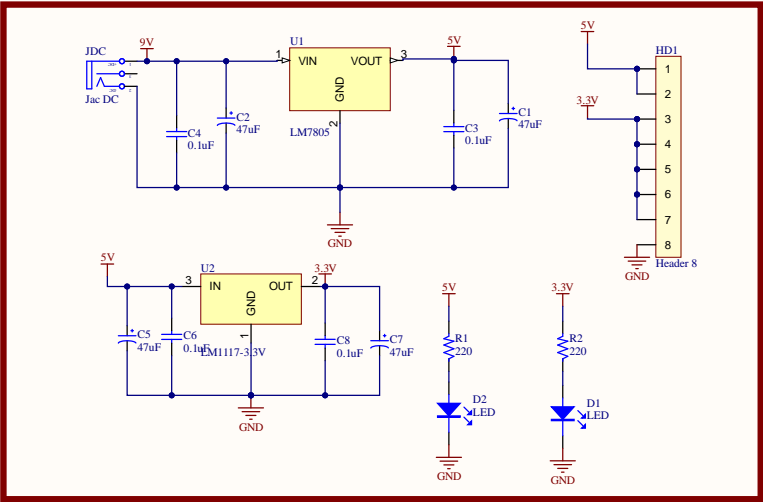 JDC
Jac DC
9V
U1
1
VIN
VOUT
3
GND
2
LM7805
C4
0.1uF
C2
47uF
5V
C3
0.1uF
C1
47uF
GND
5V
3.3V
HD1
1
2
3
4
5
6
7
8
Header 8
GND
5V
U2
3
IN
OUT
2
GND
1
LM1117-3.3V
3.3V
C5
47uF
C6
0.1uF
C8
0.1uF
C7
47uF
GND
5V
R1
220
D2
LED
GND
3.3V
R2
220
D1
LED
GND